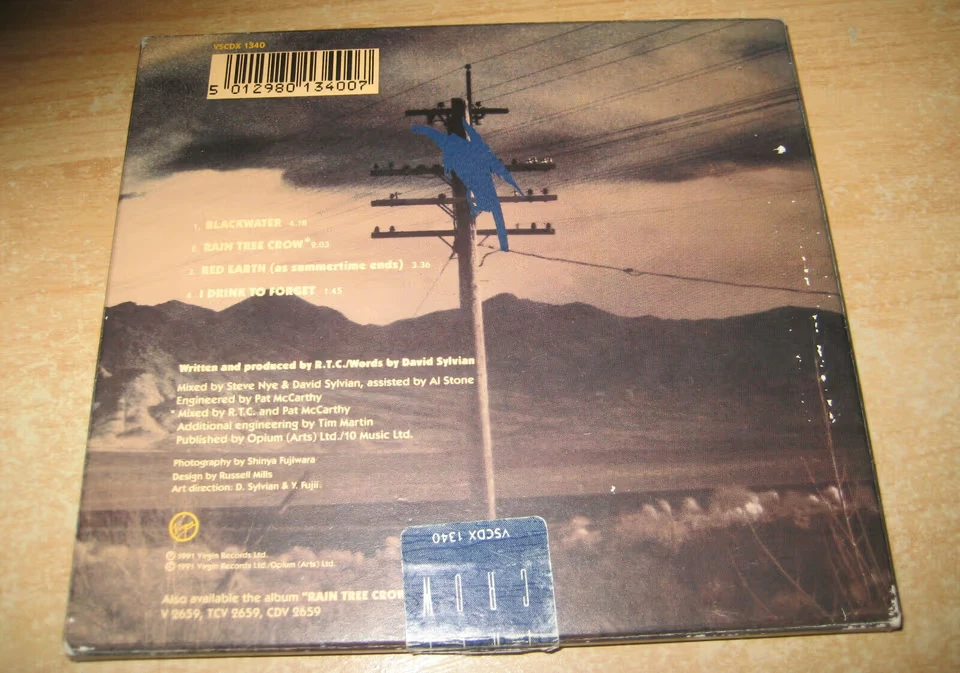 VSCDX 1340
5 012980 134007
1. BLACKWATER 4.18
2. RAIN TREE CROW* 2.03
3. RED EARTH (as summertime ends) 3.36
4. I DRINK TO FORGET 1.45
Written and produced by R.T.C./Words by David Sylvian
Mixed by Steve Nye & David Sylvian, assisted by Al Stone
Engineered by Pat McCarthy
* Mixed by R.T.C. and Pat McCarthy
Additional engineering by Tim Martin
Published by Opium (Arts) Ltd./10 Music Ltd.
Photography by Shinya Fujiwara
Design by Russell Mills
Art direction: D. Sylvian & Y. Fujii
Virgin
℗ 1991 Virgin Records Ltd.
© 1991 Virgin Records Ltd./Opium (Arts) Ltd.
Also available the album "RAIN TREE CROW
V 2659, TCV 2659, CDV 2659
VSCDX 1340
CROW